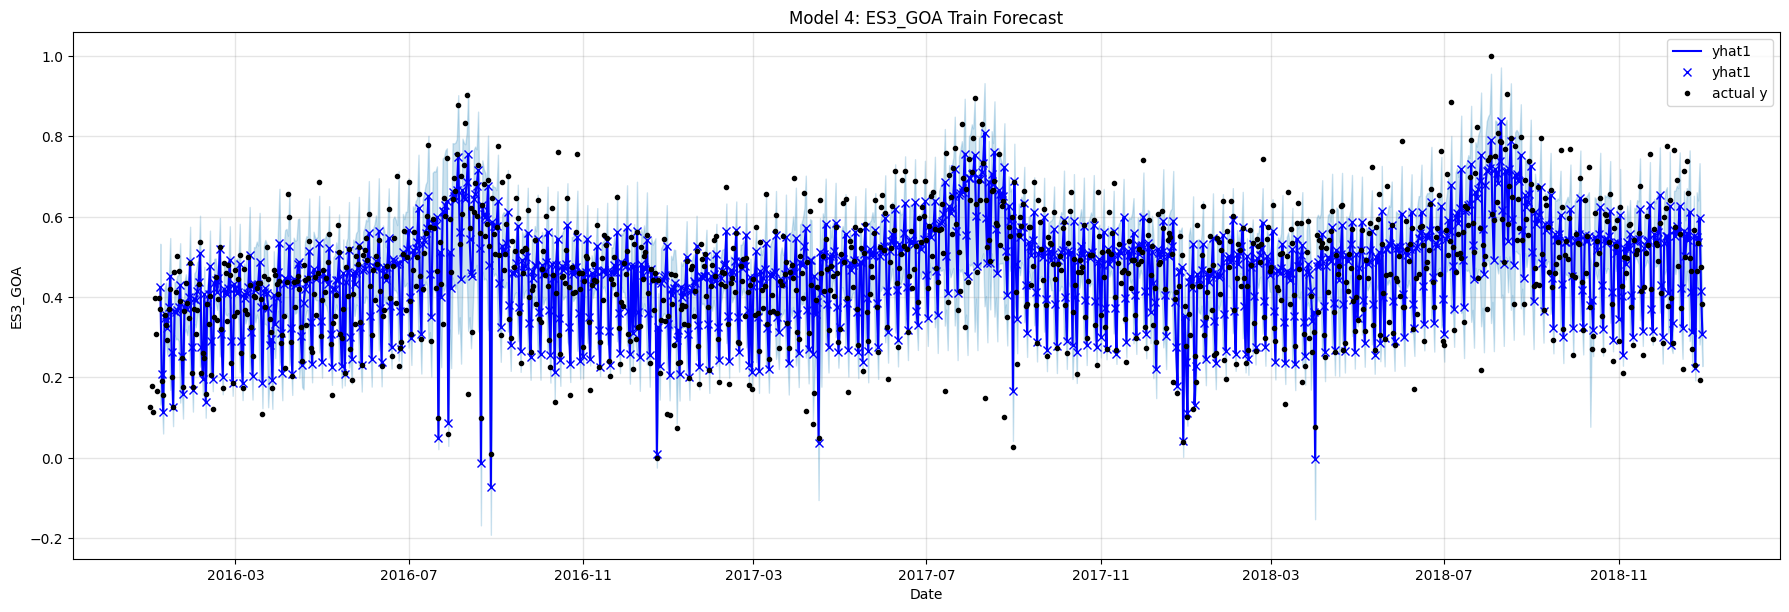 Model 4: ES3_GOA Train Forecast
yhat1
yhat1
actual y
ES3_GOA
1.0
0.8
0.6
0.4
0.2
0.0
−0.2
2016-03 2016-07 2016-11 2017-03 2017-07 2017-11 2018-03 2018-07 2018-11
Date